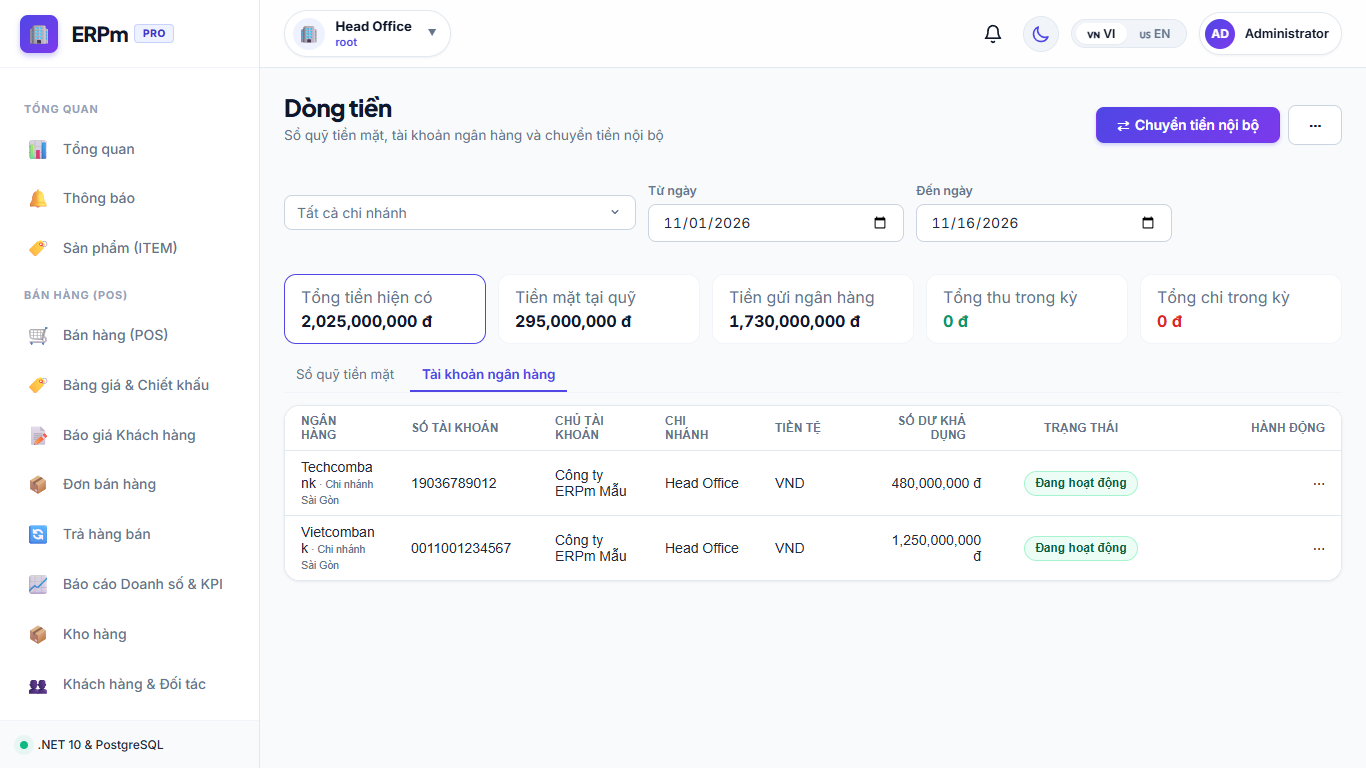 ERPm PRO
Head Office
root
VN VI
US EN
AD Administrator
TỔNG QUAN
Tổng quan
Thông báo
Sản phẩm (ITEM)
BÁN HÀNG (POS)
Bán hàng (POS)
Bảng giá & Chiết khấu
Báo giá Khách hàng
Đơn bán hàng
Trả hàng bán
Báo cáo Doanh số & KPI
Kho hàng
Khách hàng & Đối tác
.NET 10 & PostgreSQL
Dòng tiền
Sổ quỹ tiền mặt, tài khoản ngân hàng và chuyển tiền nội bộ
⇄ Chuyển tiền nội bộ
...
Tất cả chi nhánh
Từ ngày
11/01/2026
Đến ngày
11/16/2026
Tổng tiền hiện có
2,025,000,000 đ
Tiền mặt tại quỹ
295,000,000 đ
Tiền gửi ngân hàng
1,730,000,000 đ
Tổng thu trong kỳ
0 đ
Tổng chi trong kỳ
0 đ
Sổ quỹ tiền mặt
Tài khoản ngân hàng
NGÂN
HÀNG
SỐ TÀI KHOẢN
CHỦ TÀI
KHOẢN
CHI
NHÁNH
TIỀN TỆ
SỐ DƯ KHẢ
DỤNG
TRẠNG THÁI
HÀNH ĐỘNG
Techcomba
nk · Chi nhánh
Sài Gòn
19036789012
Công ty
ERPm Mẫu
Head Office
VND
480,000,000 đ
Đang hoạt động
...
Vietcomban
k · Chi nhánh
Sài Gòn
0011001234567
Công ty
ERPm Mẫu
Head Office
VND
1,250,000,000
đ
Đang hoạt động
...